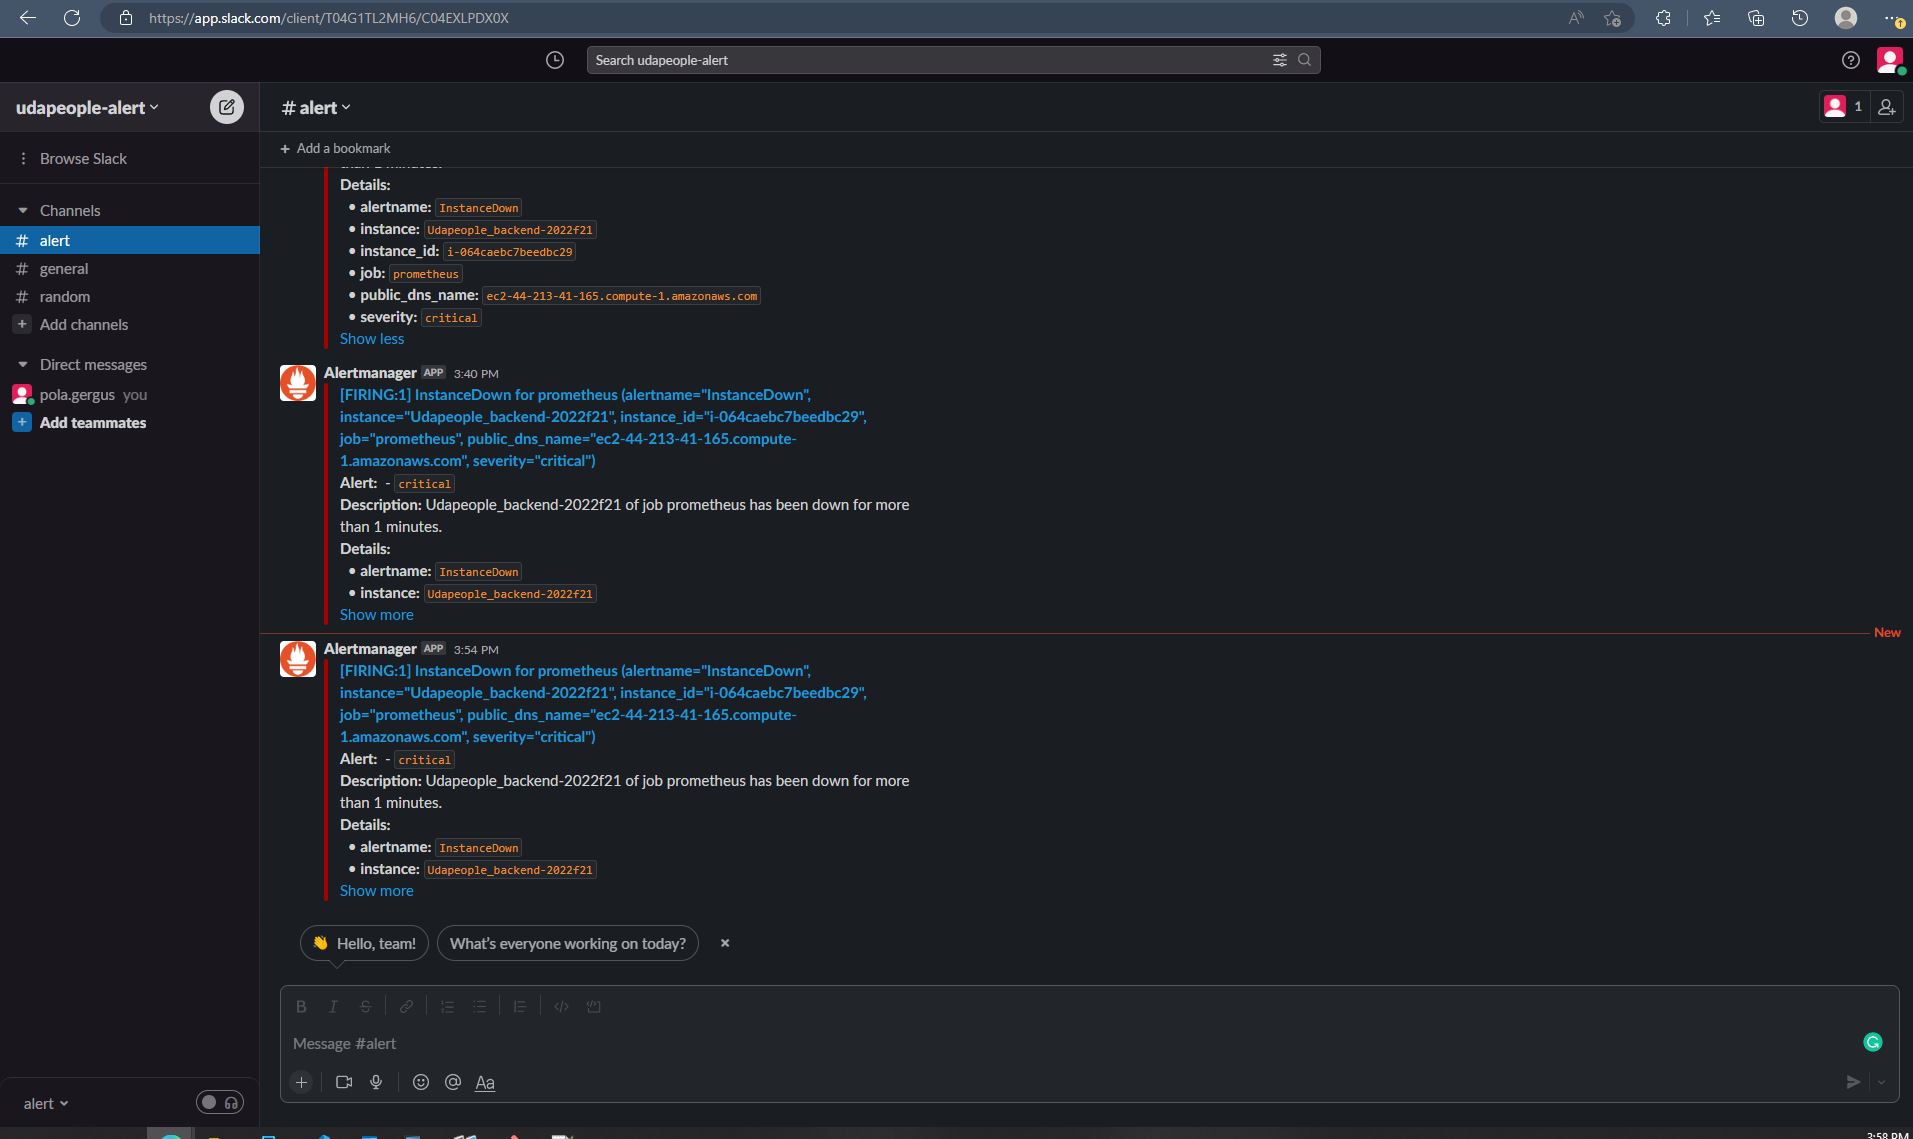 https://app.slack.com/client/T04G1TL2MH6/C04EXLPDX0X
Search udapeople-alert
udapeople-alert
# alert
1
Browse Slack
+ Add a bookmark
Channels
# alert
# general
# random
+ Add channels
Direct messages
pola.gergus you
+ Add teammates
Details:
• alertname: InstanceDown
• instance: Udapeople_backend-2022f21
• instance_id: i-064caebc7beedbc29
• job: prometheus
• public_dns_name: ec2-44-213-41-165.compute-1.amazonaws.com
• severity: critical
Show less
Alertmanager APP 3:40 PM
[FIRING:1] InstanceDown for prometheus (alertname="InstanceDown",
instance="Udapeople_backend-2022f21", instance_id="i-064caebc7beedbc29",
job="prometheus", public_dns_name="ec2-44-213-41-165.compute-
1.amazonaws.com", severity="critical")
Alert: - critical
Description: Udapeople_backend-2022f21 of job prometheus has been down for more
than 1 minutes.
Details:
• alertname: InstanceDown
• instance: Udapeople_backend-2022f21
Show more
New
Alertmanager APP 3:54 PM
[FIRING:1] InstanceDown for prometheus (alertname="InstanceDown",
instance="Udapeople_backend-2022f21", instance_id="i-064caebc7beedbc29",
job="prometheus", public_dns_name="ec2-44-213-41-165.compute-
1.amazonaws.com", severity="critical")
Alert: - critical
Description: Udapeople_backend-2022f21 of job prometheus has been down for more
than 1 minutes.
Details:
• alertname: InstanceDown
• instance: Udapeople_backend-2022f21
Show more
👋 Hello, team!
What's everyone working on today?
Message #alert
Aa
alert
3:58 PM